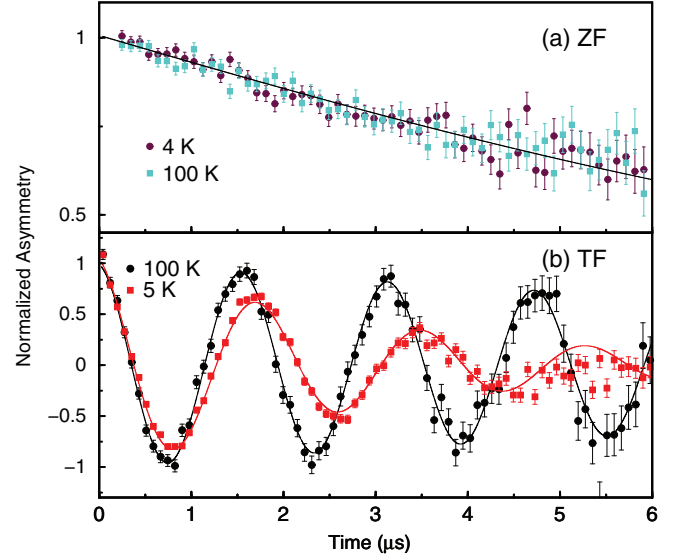 (a) ZF
1
4 K
100 K
0.5
Normalized Asymmetry
(b) TF
1
100 K
5 K
0.5
0
−0.5
−1
0 1 2 3 4 5 6
Time (μs)